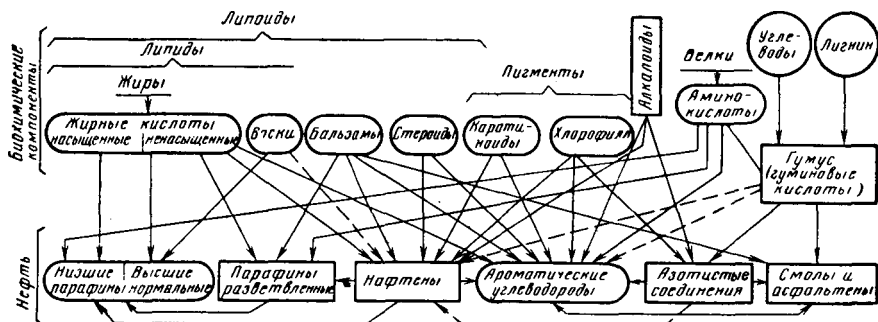 Липоиды
Липиды
Жиры
Пигменты
Алкалоиды
Белки
Угле-
воды
Лигнин
Биохимические
компоненты
Жирные кислоты
насыщенные ненасыщенные
Воски
Бальзамы
Стероиды
Карати-
ноиды
Хлорофилл
Амино-
кислоты
Гумус
(гуминовые
кислоты)
Нефть
Низшие Высшие
парафины нормальные
Парафины
разветвленные
Нафтены
Ароматические
углеводороды
Азотистые
соединения
Смолы и
асфальтены